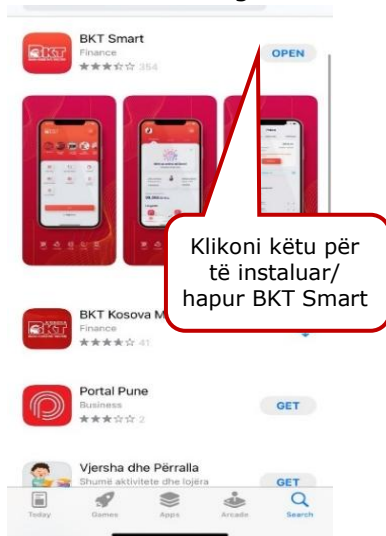 BKT Smart
Finance
354
OPEN
BKT
Klikoni këtu për
të instaluar/
hapur BKT Smart
BKT Kosova M
Finance
41
Portal Pune
Business
2
GET
Vjersha dhe Përralla
Shumë aktivitete dhe lojëra
GET
Today
Games
Apps
Arcade
Search